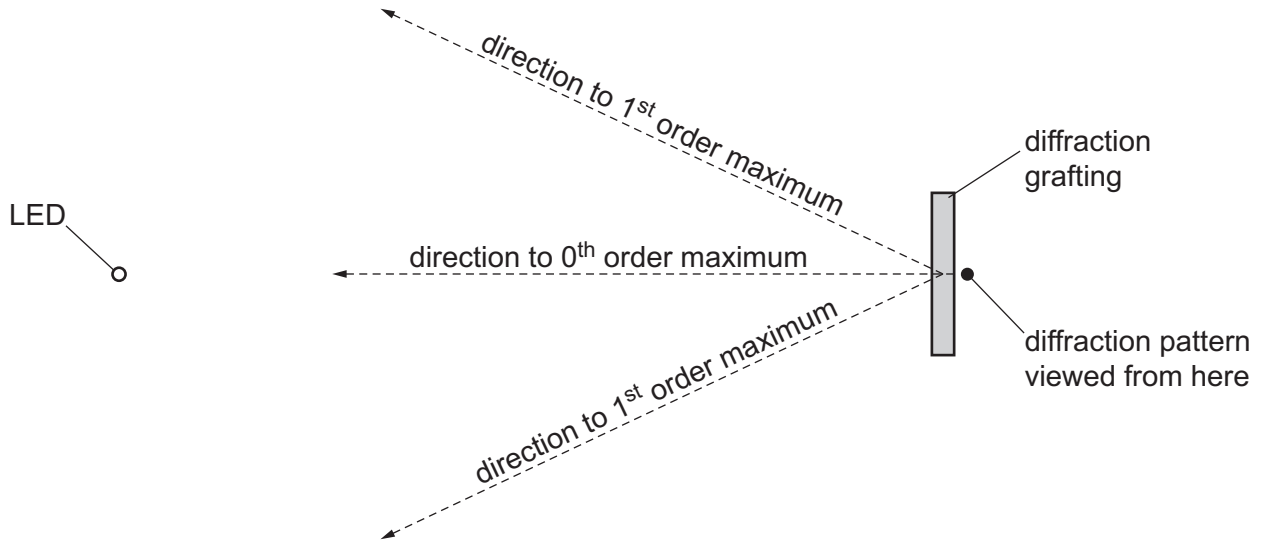 direction to 1st order maximum
diffraction
grafting
LED
direction to 0th order maximum
direction to 1st order maximum
diffraction pattern
viewed from here